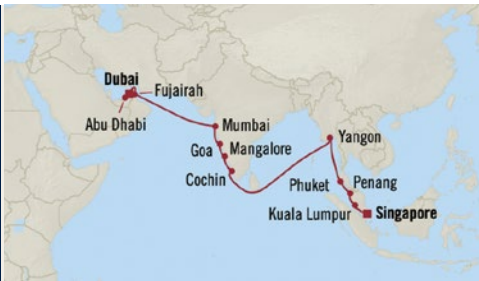 Dubai
Fujairah
Abu Dhabi
Mumbai
Goa
Mangalore
Cochin
Yangon
Phuket
Penang
Kuala Lumpur
Singapore